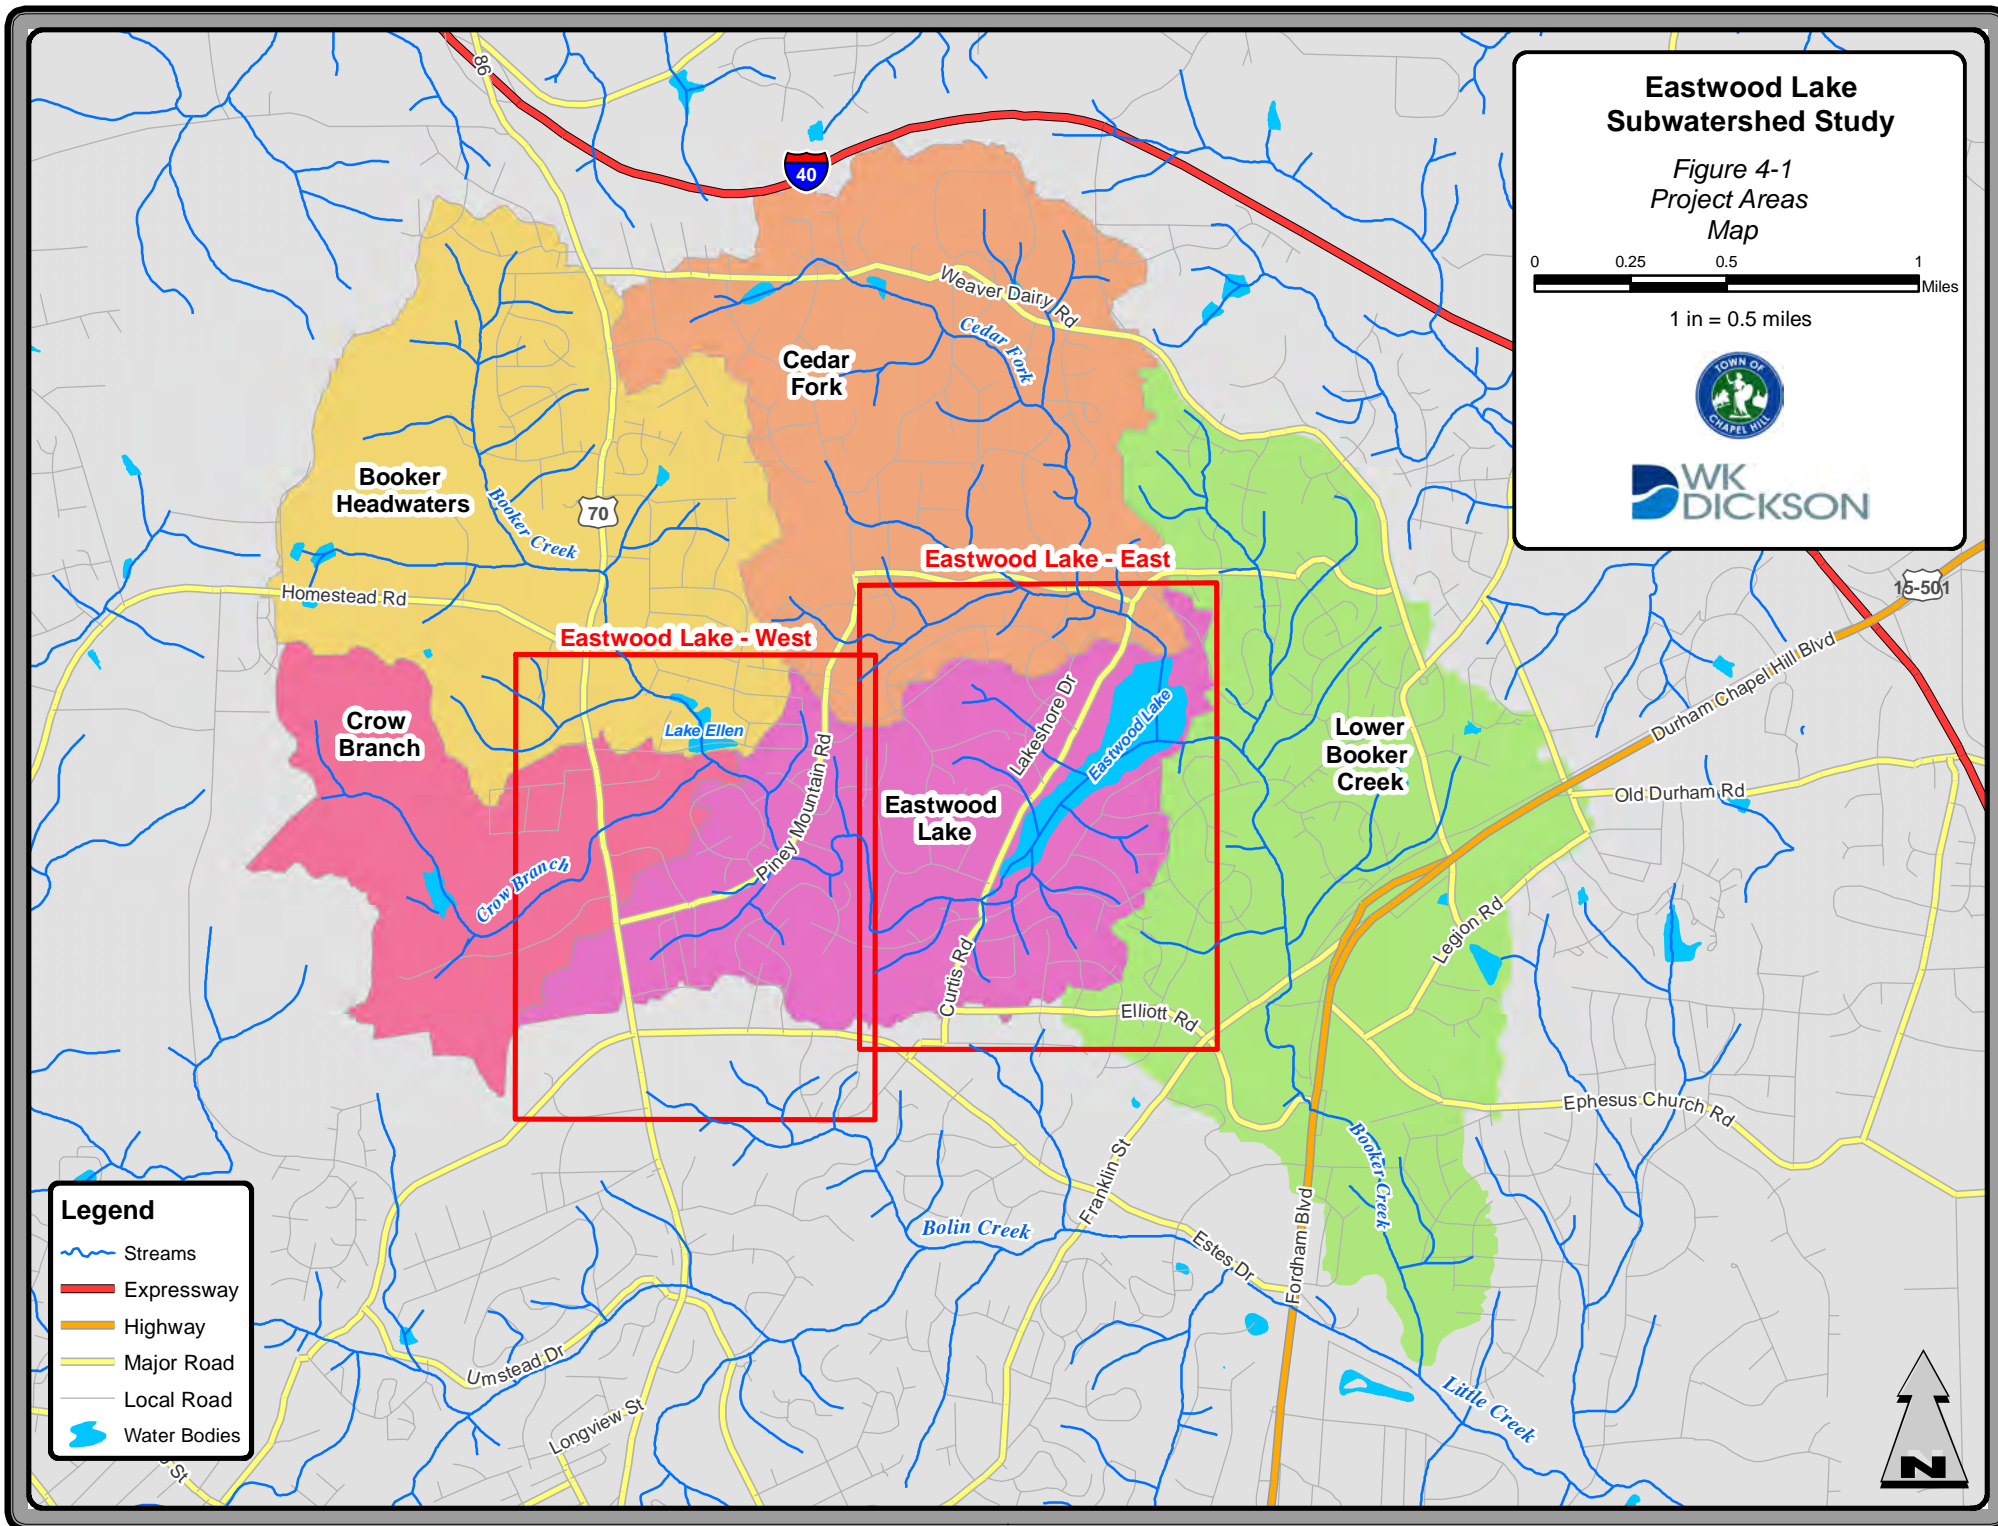 Eastwood Lake
Subwatershed Study
Figure 4-1
Project Areas
Map
0 0.25 0.5 1
Miles
1 in = 0.5 miles
TOWN OF
CHAPEL HILL
WK
DICKSON
86
40
Weaver Dairy Rd
Cedar Fork
Cedar
Fork
Booker
Headwaters
Booker Creek
70
Eastwood Lake - East
15-501
Homestead Rd
Eastwood Lake - West
Durham Chapel Hill Blvd
Crow
Branch
Lake Ellen
Lakeshore Dr
Eastwood Lake
Lower
Booker
Creek
Piney Mountain Rd
Eastwood
Lake
Old Durham Rd
Crow Branch
Legion Rd
Curtis Rd
Elliott Rd
Ephesus Church Rd
Booker Creek
Franklin St
Fordham Blvd
Bolin Creek
Estes Dr
Umstead Dr
Longview St
Little Creek
Legend
Streams
Expressway
Highway
Major Road
Local Road
Water Bodies
St
N